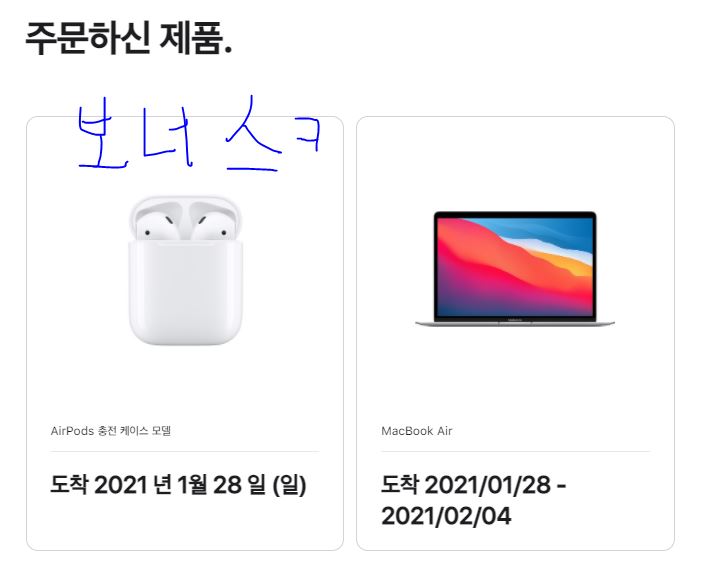 주문하신 제품.
보너스ㅋ
AirPods 충전 케이스 모델
도착 2021 년 1월 28 일 (일)
MacBook Air
도착 2021/01/28 -
2021/02/04